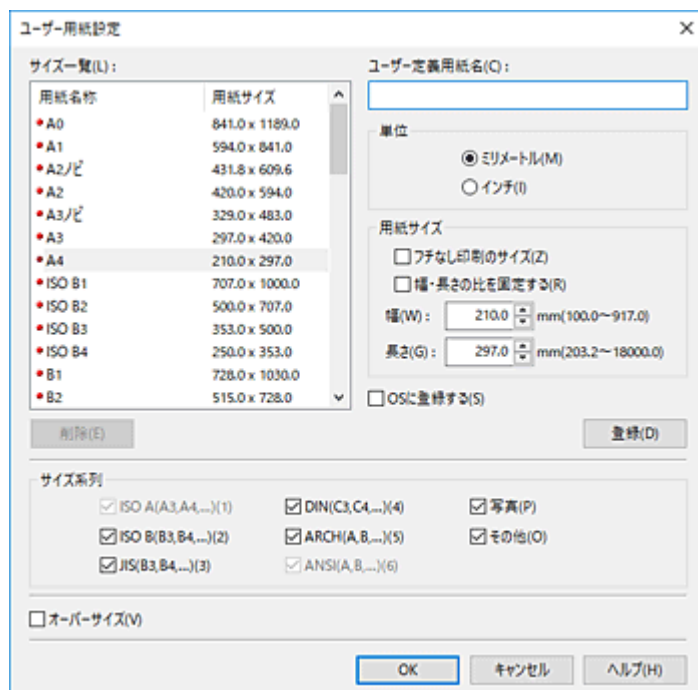 ユーザー用紙設定
サイズ一覧(L)：
用紙名称 用紙サイズ
A0 841.0 x 1189.0
A1 594.0 x 841.0
A2ノビ 431.8 x 609.6
A2 420.0 x 594.0
A3ノビ 329.0 x 483.0
A3 297.0 x 420.0
A4 210.0 x 297.0
ISO B1 707.0 x 1000.0
ISO B2 500.0 x 707.0
ISO B3 353.0 x 500.0
ISO B4 250.0 x 353.0
B1 728.0 x 1030.0
B2 515.0 x 728.0
削除(E)
ユーザー定義用紙名(C)：
単位
ミリメートル(M)
インチ(I)
用紙サイズ
フチなし印刷のサイズ(Z)
幅・長さの比を固定する(R)
幅(W)： 210.0 mm(100.0～917.0)
長さ(G)： 297.0 mm(203.2～18000.0)
OSに登録する(S)
登録(D)
サイズ系列
ISO A(A3,A4,...)(1) DIN(C3,C4,...)(4) 写真(P)
ISO B(B3,B4,...)(2) ARCH(A,B,...)(5) その他(O)
JIS(B3,B4,...)(3) ANSI(A,B,...)(6)
オーバーサイズ(V)
OK キャンセル ヘルプ(H)